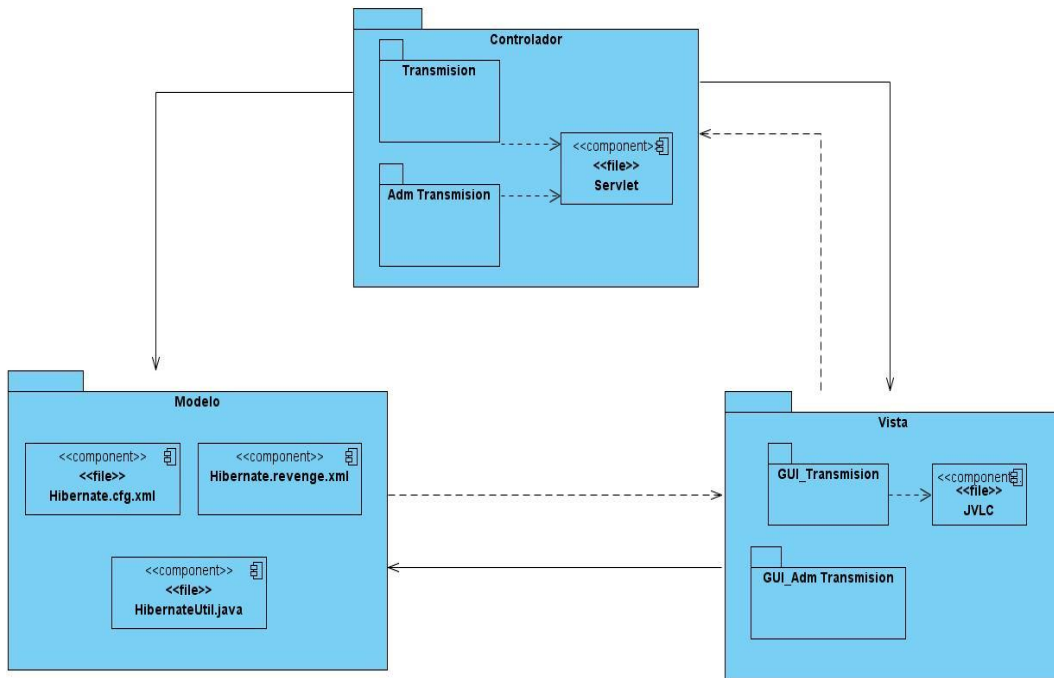 Controlador
Transmision
<<component>>
<<file>>
Servlet
Adm Transmision
Modelo
<<component>>
<<file>>
Hibernate.cfg.xml
<<component>>
Hibernate.revenge.xml
<<component>>
<<file>>
HibernateUtil.java
Vista
GUI_Transmision
<<component>>
<<file>>
JVLC
GUI_Adm Transmision